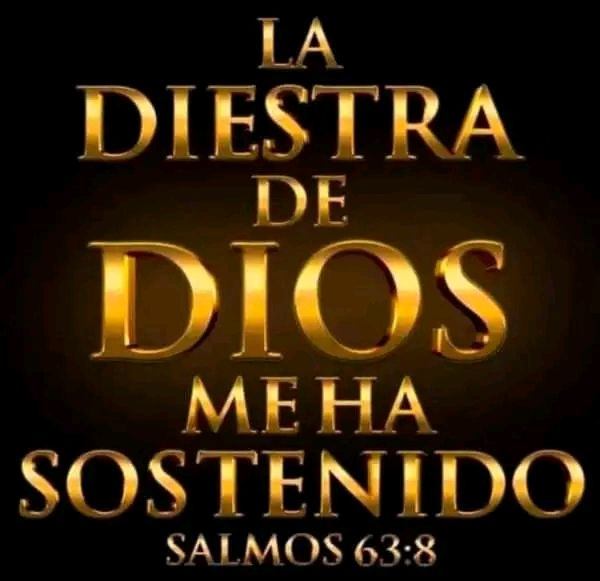 LA
DIESTRA
DE
DIOS
ME HA
SOSTENIDO
SALMOS 63:8